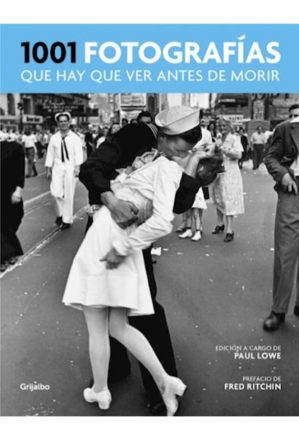 1001 FOTOGRAFÍAS
QUE HAY QUE VER ANTES DE MORIR
EDICIÓN A CARGO DE
PAUL LOWE
PREFACIO DE
FRED RITCHIN
Grijalbo